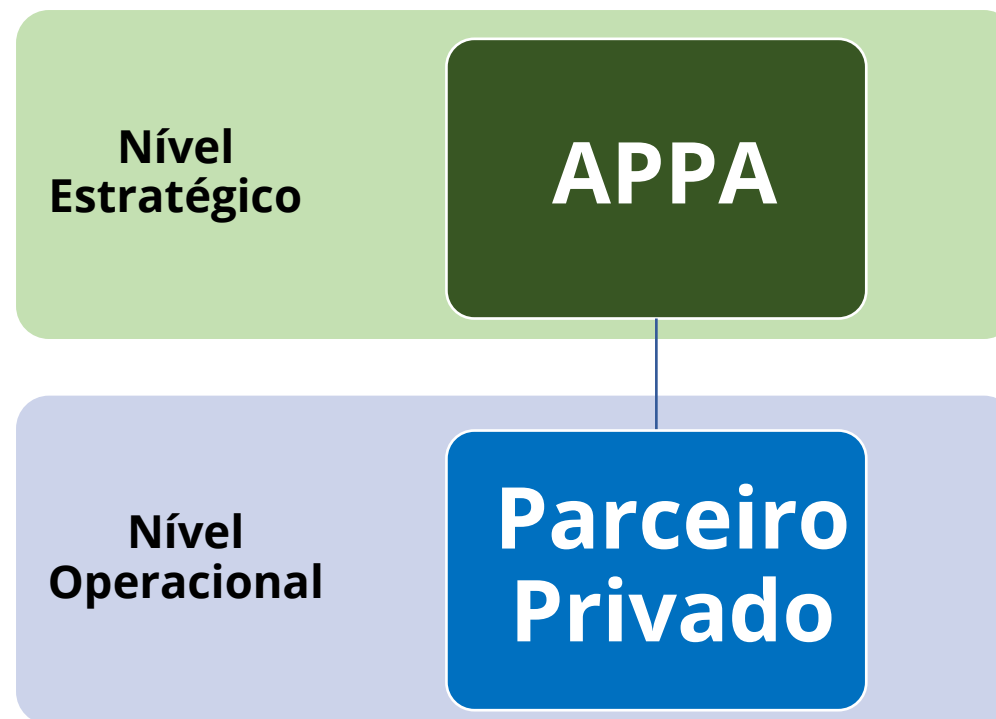 Nível
Estratégico
APPA
Nível
Operacional
Parceiro
Privado